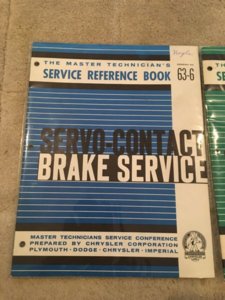 THE MASTER TECHNICIAN'S
SERVICE REFERENCE BOOK 63-6
SERVO-CONTACT
BRAKE SERVICE
MASTER TECHNICIANS SERVICE CONFERENCE
PREPARED BY CHRYSLER CORPORATION
PLYMOUTH · DODGE · CHRYSLER · IMPERIAL